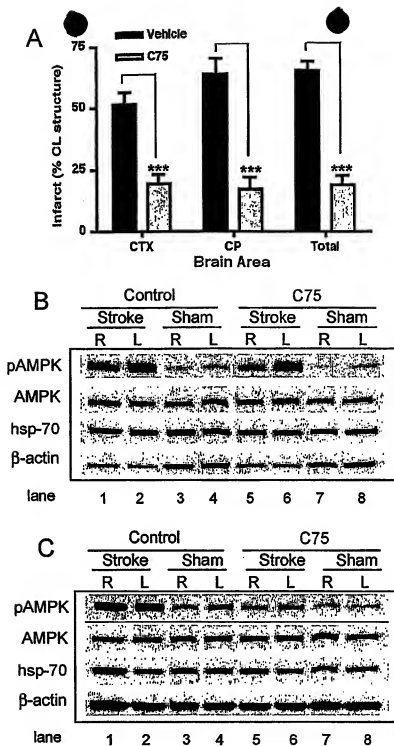 A
Vehicle
C75
Infarct (% CL structure)
75
50
25
0
***
***
***
CTX CP Total
Brain Area
B
Control C75
Stroke Sham Stroke Sham
R L R L R L R L
pAMPK
AMPK
hsp-70
β-actin
lane 1 2 3 4 5 6 7 8
C
Control C75
Stroke Sham Stroke Sham
R L R L R L R L
pAMPK
AMPK
hsp-70
β-actin
lane 1 2 3 4 5 6 7 8